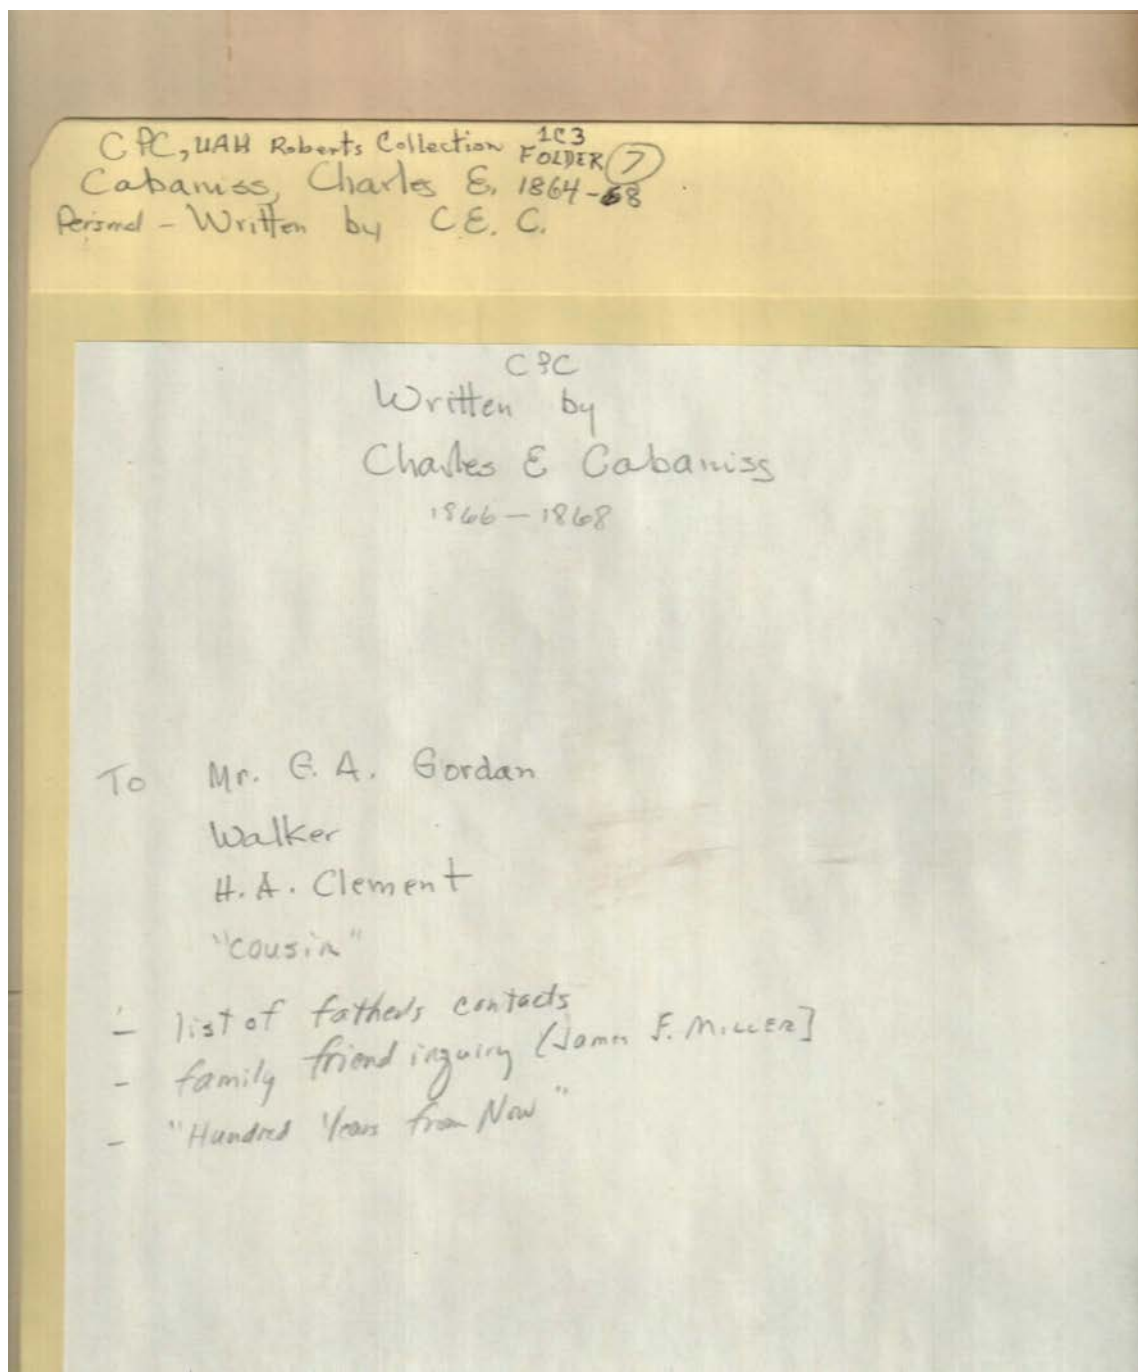 CPC, UAH Roberts Collection 1C3
FOLDER 7
Cabaniss, Charles E. 1864-68
Personal - Written by C.E.C.
CPC
Written by
Charles E Cabaniss
1866-1868
To Mr. G. A. Gordan
Walker
H.A. Clement
"cousin"
- list of father's contacts
- family friend inquiry (James F. MILLER]
- "Hundred Years from Now"